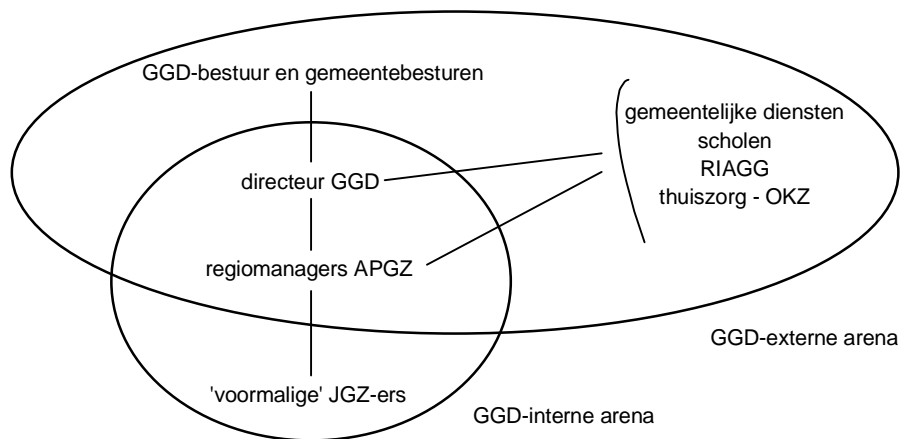 GGD-bestuur en gemeentebesturen
gemeentelijke diensten
scholen
RIAGG
thuiszorg - OKZ
directeur GGD
regiomanagers APGZ
GGD-externe arena
'voormalige' JGZ-ers
GGD-interne arena